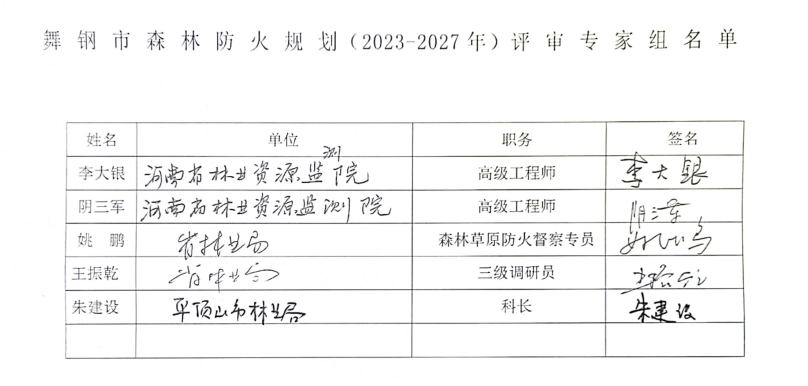 舞钢市森林防火规划(2023-2027年)评审专家组名单
姓名 单位 职务 签名
李大银 河南省林业资源监测院 高级工程师 李大银
阴三军 河南省林业资源监测院 高级工程师 阴三军
姚鹏 省林业局 森林草原防火督察专员 姚鹏
王振乾 省林业局 三级调研员
朱建设 平顶山市林业局 科长 朱建设